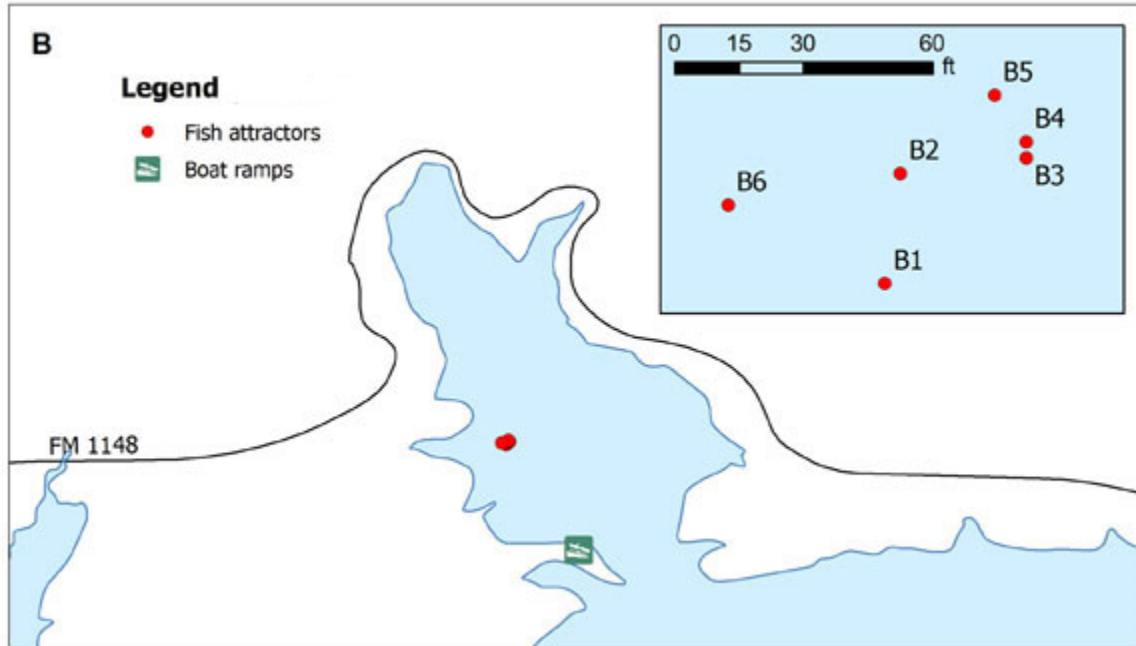 B
Legend
Fish attractors
Boat ramps
FM 1148
0 15 30 60
ft
B5
B4
B2
B3
B6
B1